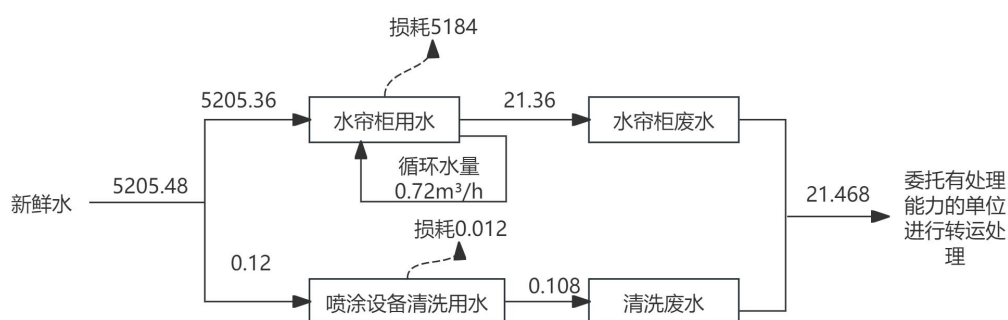 损耗5184
5205.36
水帘柜用水
21.36
水帘柜废水
循环水量
0.72m³/h
新鲜水
5205.48
21.468
委托有处理
能力的单位
进行转运处
理
损耗0.012
0.12
喷涂设备清洗用水
0.108
清洗废水